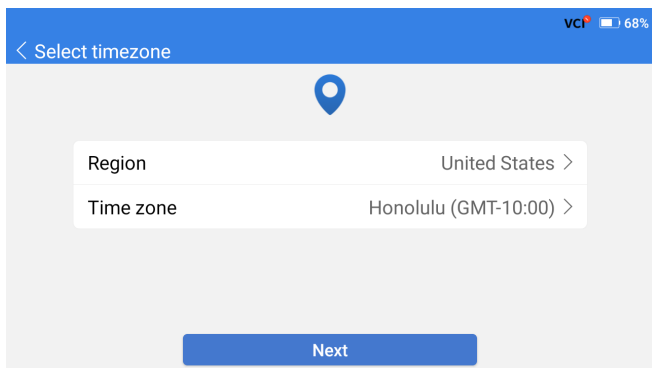 VCI 68%
Select timezone
Region United States
Time zone Honolulu (GMT-10:00)
Next